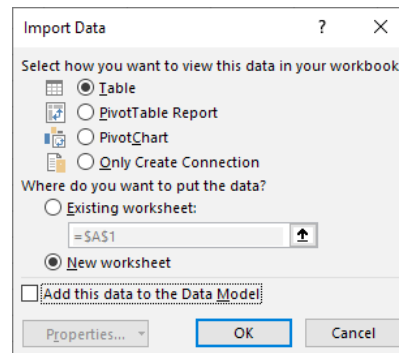 Import Data ? ×
Select how you want to view this data in your workbook
Table
PivotTable Report
PivotChart
Only Create Connection
Where do you want to put the data?
Existing worksheet:
=$A$1
New worksheet
Add this data to the Data Model
Properties...
OK Cancel